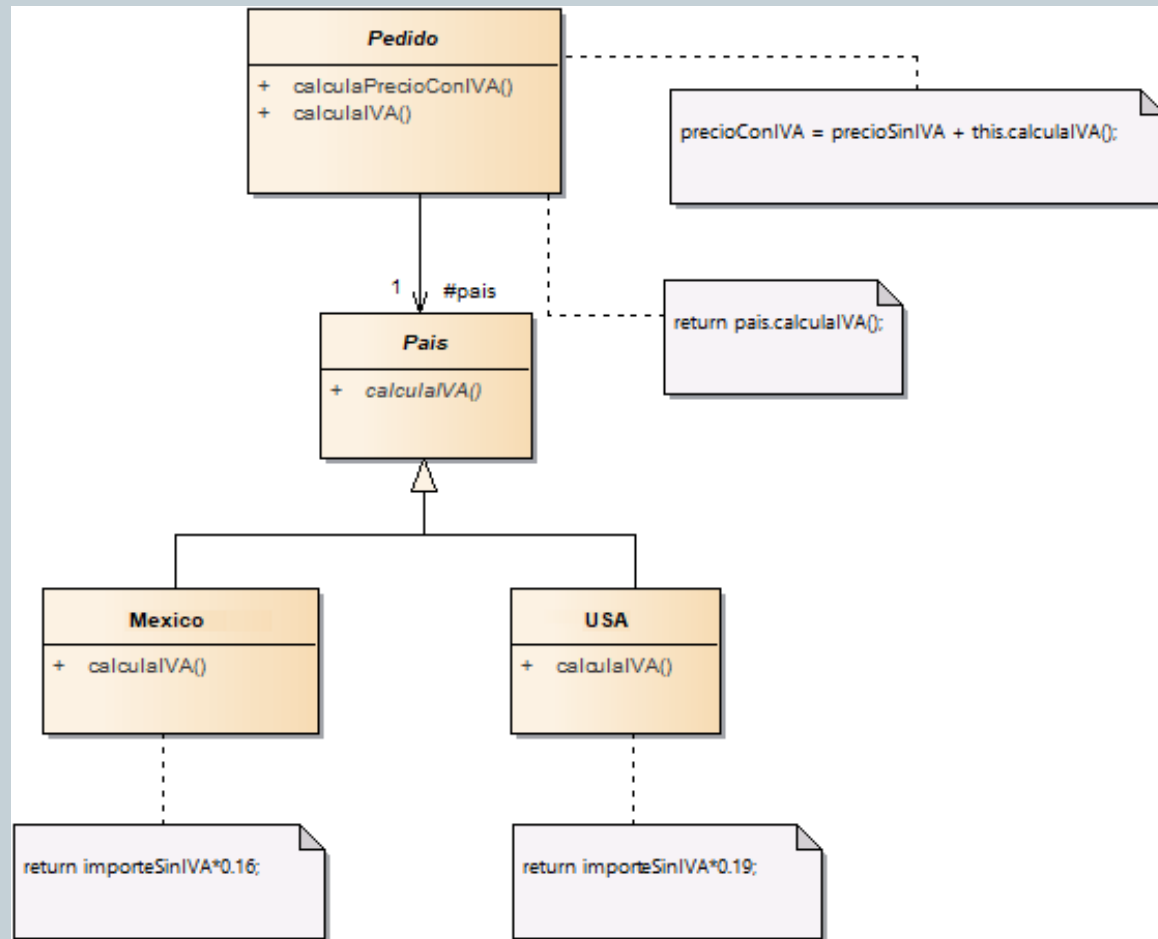 Pedido
+ calculaPrecioConIVA()
+ calculaIVA()
precioConIVA = precioSinIVA + this.calculaIVA();
1 #pais
return pais.calculaIVA();
Pais
+ calculaIVA()
Mexico
+ calculaIVA()
USA
+ calculaIVA()
return importeSinIVA*0.16;
return importeSinIVA*0.19;